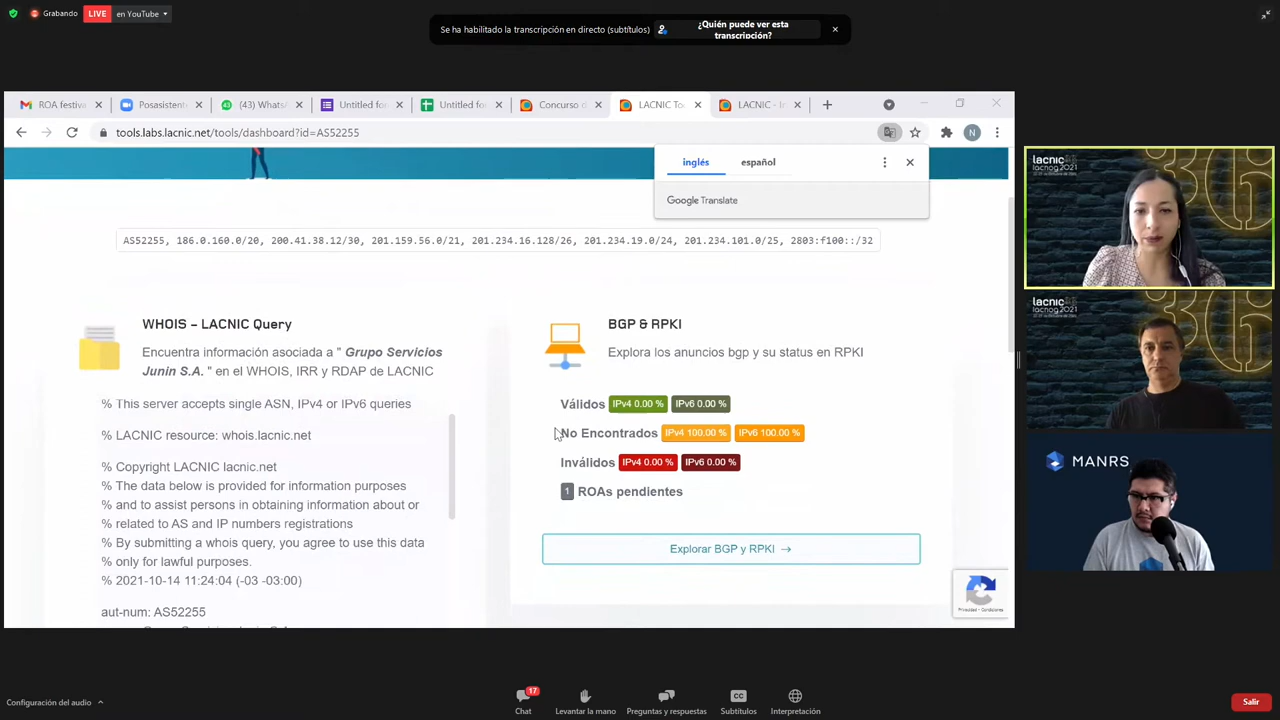 Grabando
LIVE
en YouTube
Se ha habilitado la transcripción en directo (subtítulos)
¿Quién puede ver esta
transcripción?
ROA festiva
Posasistent
(43) WhatsA
Untitled for
Untitled for
Concurso d
LACNIC To
LACNIC - I
tools.labs.lacnic.net/tools/dashboard?id=AS52255
N
inglés
español
Google Translate
AS52255, 186.0.160.0/20, 200.41.38.12/30, 201.159.56.0/21, 201.234.16.128/26, 201.234.19.0/24, 201.234.101.0/25, 2803:f100::/32
WHOIS – LACNIC Query
Encuentra información asociada a " Grupo Servicios
Junin S.A. " en el WHOIS, IRR y RDAP de LACNIC
% This server accepts single ASN, IPv4 or IPv6 queries
% LACNIC resource: whois.lacnic.net
% Copyright LACNIC lacnic.net
% The data below is provided for information purposes
% and to assist persons in obtaining information about or
% related to AS and IP numbers registrations
% By submitting a whois query, you agree to use this data
% only for lawful purposes.
% 2021-10-14 11:24:04 (-03 -03:00)
aut-num: AS52255
BGP & RPKI
Explora los anuncios bgp y su status en RPKI
Válidos IPv4 0.00 % IPv6 0.00 %
No Encontrados IPv4 100.00 % IPv6 100.00 %
Inválidos IPv4 0.00 % IPv6 0.00 %
1 ROAs pendientes
Explorar BGP y RPKI →
Privacidad - Condiciones
lacnic36
lacnog2021
lacnic36
lacnog2021
MANRS
Configuración del audio
17
Chat
Levantar la mano
Preguntas y respuestas
CC
Subtítulos
Interpretación
Salir